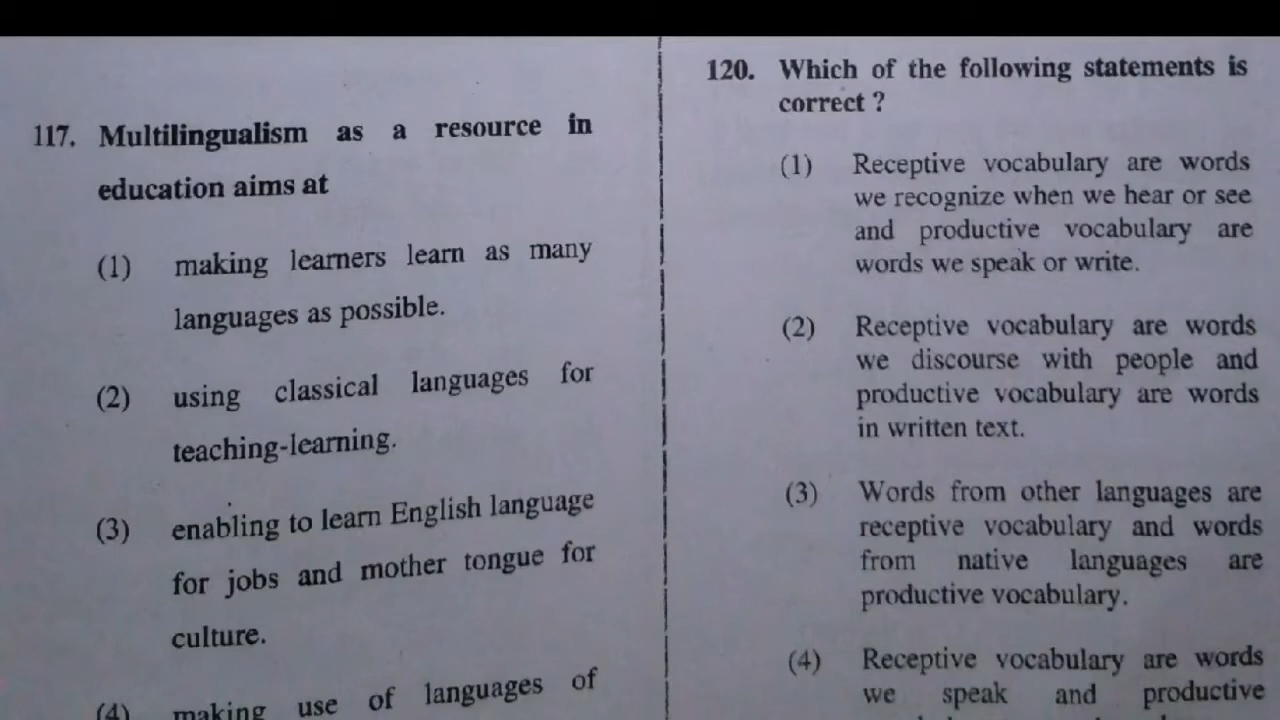 117. Multilingualism as a resource in
education aims at
(1) making learners learn as many
languages as possible.
(2) using classical languages for
teaching-learning.
(3) enabling to learn English language
for jobs and mother tongue for
culture.
(4) making use of languages of
120. Which of the following statements is
correct ?
(1) Receptive vocabulary are words
we recognize when we hear or see
and productive vocabulary are
words we speak or write.
(2) Receptive vocabulary are words
we discourse with people and
productive vocabulary are words
in written text.
(3) Words from other languages are
receptive vocabulary and words
from native languages are
productive vocabulary.
(4) Receptive vocabulary are words
we speak and productive